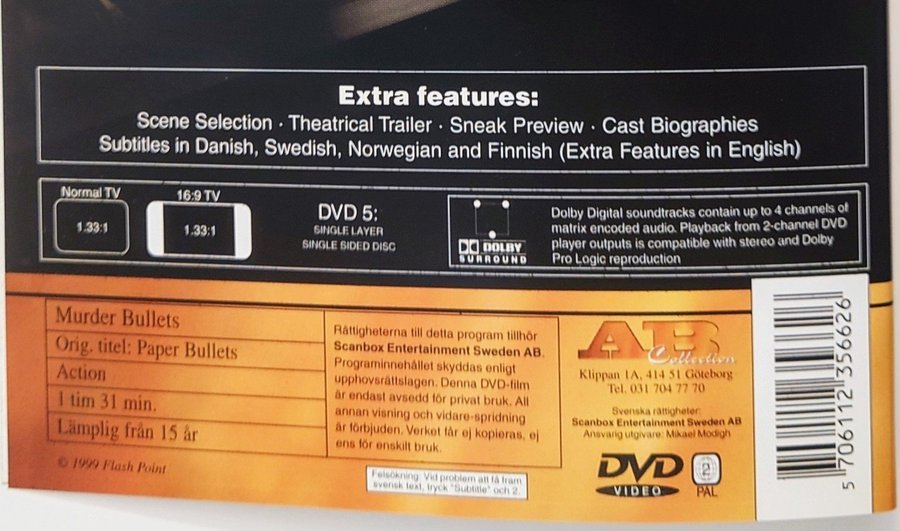 Extra features:
Scene Selection · Theatrical Trailer · Sneak Preview · Cast Biographies
Subtitles in Danish, Swedish, Norwegian and Finnish (Extra Features in English)
Normal TV
1.33:1
16:9 TV
1.33:1
DVD 5:
SINGLE LAYER
SINGLE SIDED DISC
DOLBY
SURROUND
Dolby Digital soundtracks contain up to 4 channels of
matrix encoded audio. Playback from 2-channel DVD
player outputs is compatible with stereo and Dolby
Pro Logic reproduction
Murder Bullets
Orig. titel: Paper Bullets
Action
1 tim 31 min.
Lämplig från 15 år
© 1999 Flash Point
Rättigheterna till detta program tillhör
Scanbox Entertainment Sweden AB.
Programinnehållet skyddas enligt
upphovsrättslagen. Denna DVD-film
är endast avsedd för privat bruk. All
annan visning och vidare-spridning
är förbjuden. Verket får ej kopieras, ej
ens för enskilt bruk.
Felsökning: Vid problem att få fram
svensk text, tryck "Subtitle" och 2.
AB
Collection
Klippan 1A, 414 51 Göteborg
Tel. 031 704 77 70
Svenska rättigheter:
Scanbox Entertainment Sweden AB
Ansvarig utgivare: Mikael Modigh
DVD
VIDEO
2
PAL
5 706112 356626